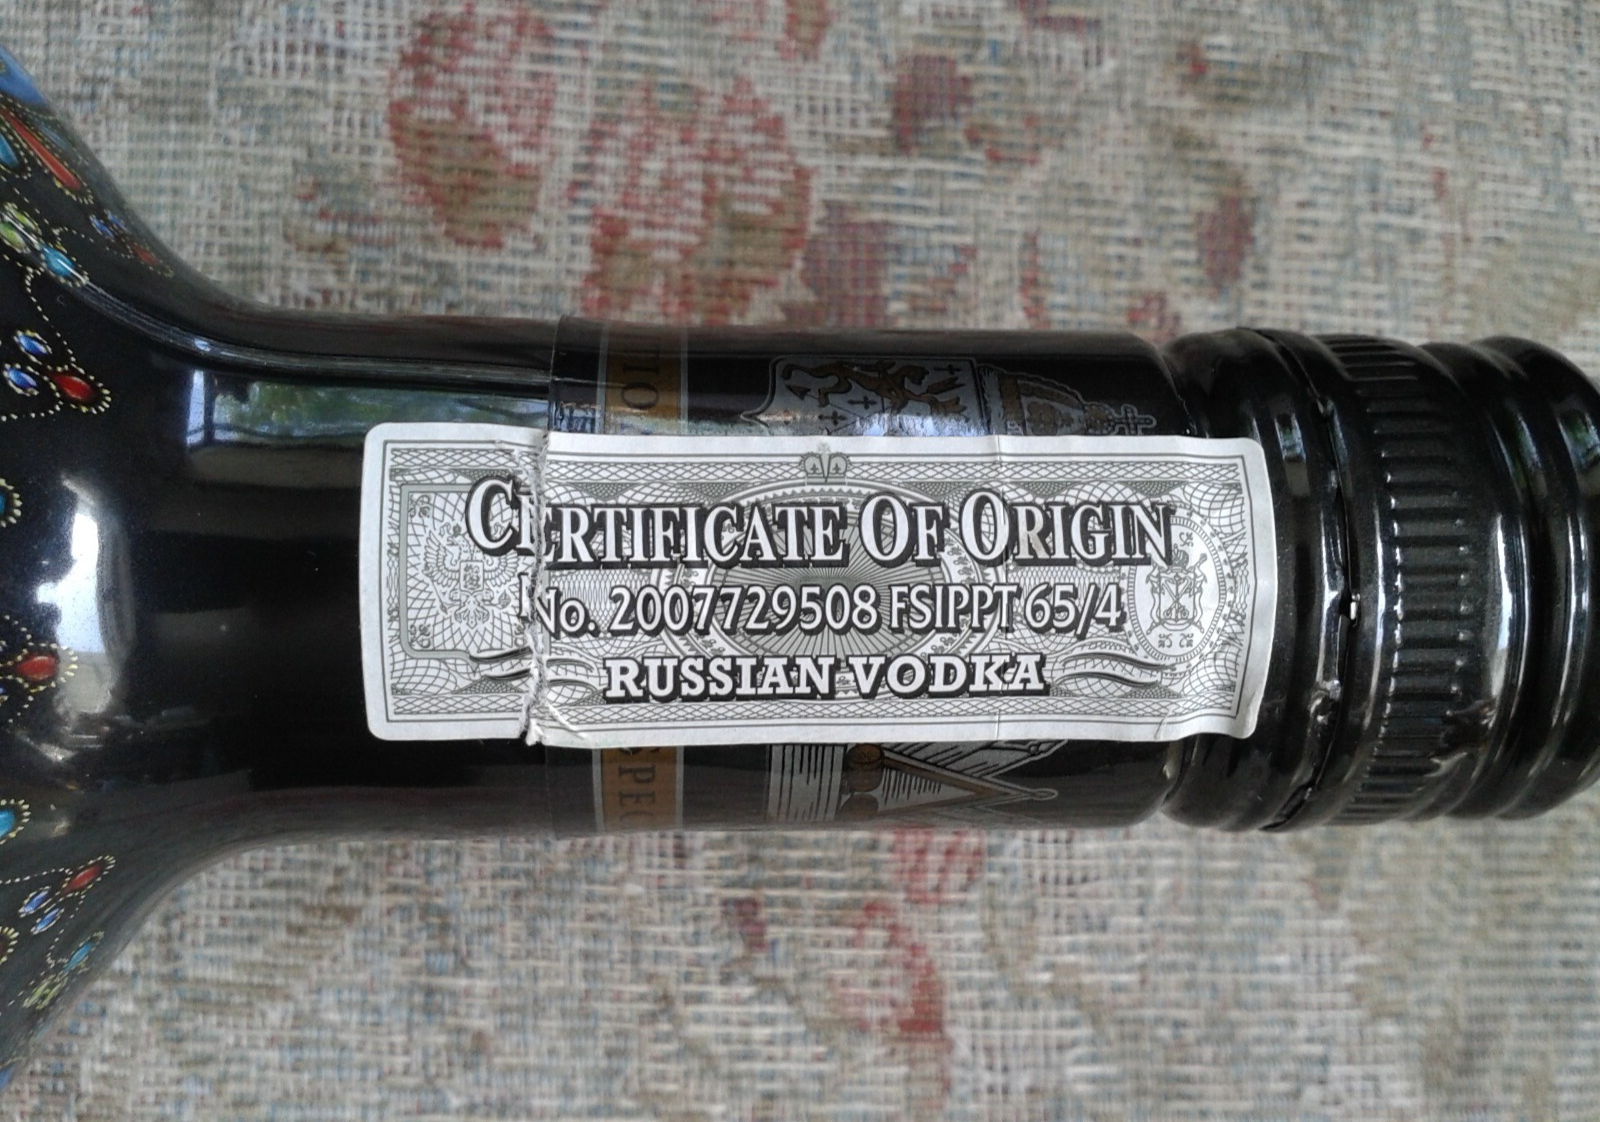 CERTIFICATE OF ORIGIN
No. 2007729508 FSIPPT 65/4
RUSSIAN VODKA